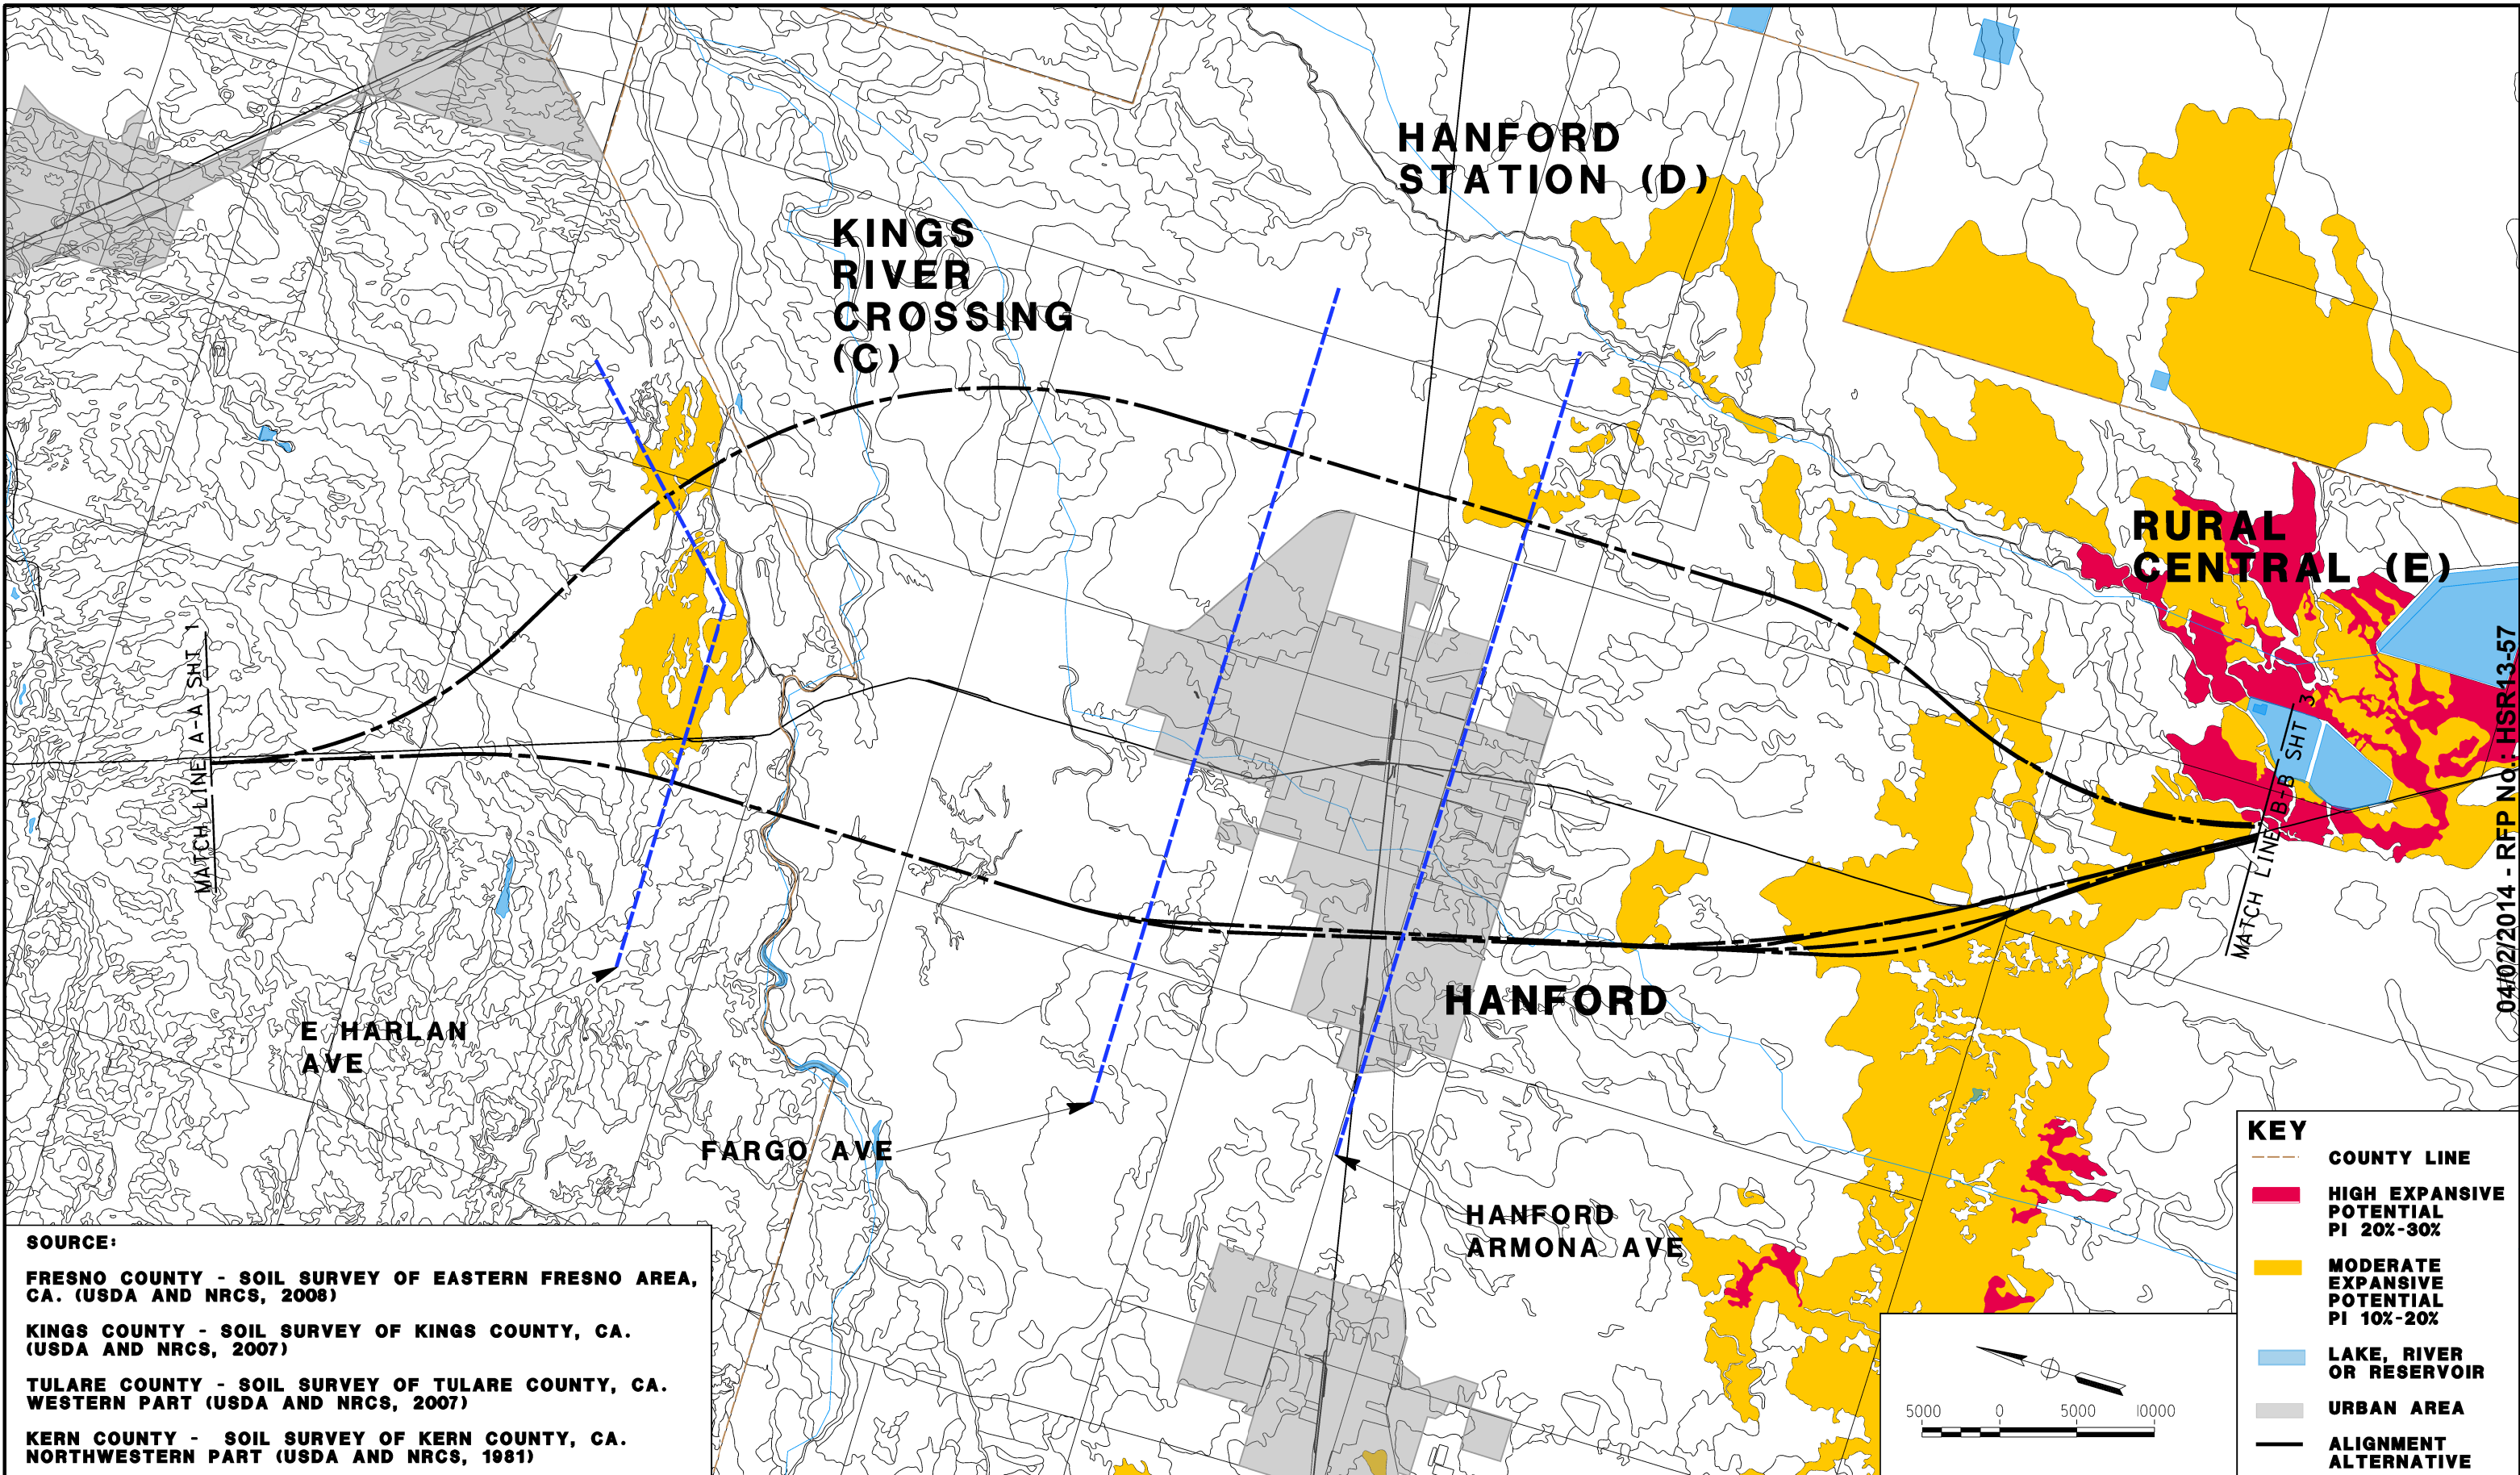 HANFORD
STATION (D)
KINGS
RIVER
CROSSING
(C)
RURAL
CENTRAL (E)
MATCH LINE A-A SHT 1
MATCH LINE B-B SHT 3
04/02/2014 - RFP No.: HSR13-57
HANFORD
E HARLAN
AVE
FARGO AVE
HANFORD
ARMONA AVE
SOURCE:
FRESNO COUNTY - SOIL SURVEY OF EASTERN FRESNO AREA,
CA. (USDA AND NRCS, 2008)
KINGS COUNTY - SOIL SURVEY OF KINGS COUNTY, CA.
(USDA AND NRCS, 2007)
TULARE COUNTY - SOIL SURVEY OF TULARE COUNTY, CA.
WESTERN PART (USDA AND NRCS, 2007)
KERN COUNTY - SOIL SURVEY OF KERN COUNTY, CA.
NORTHWESTERN PART (USDA AND NRCS, 1981)
5000 0 5000 10000
KEY
COUNTY LINE
HIGH EXPANSIVE
POTENTIAL
PI 20%-30%
MODERATE
EXPANSIVE
POTENTIAL
PI 10%-20%
LAKE, RIVER
OR RESERVOIR
URBAN AREA
ALIGNMENT
ALTERNATIVE